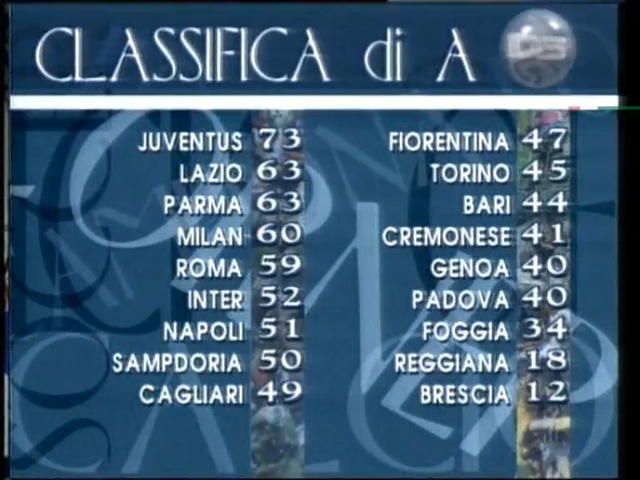 CLASSIFICA di A
DS
JUVENTUS 73
LAZIO 63
PARMA 63
MILAN 60
ROMA 59
INTER 52
NAPOLI 51
SAMPDORIA 50
CAGLIARI 49
FIORENTINA 47
TORINO 45
BARI 44
CREMONESE 41
GENOA 40
PADOVA 40
FOGGIA 34
REGGIANA 18
BRESCIA 12